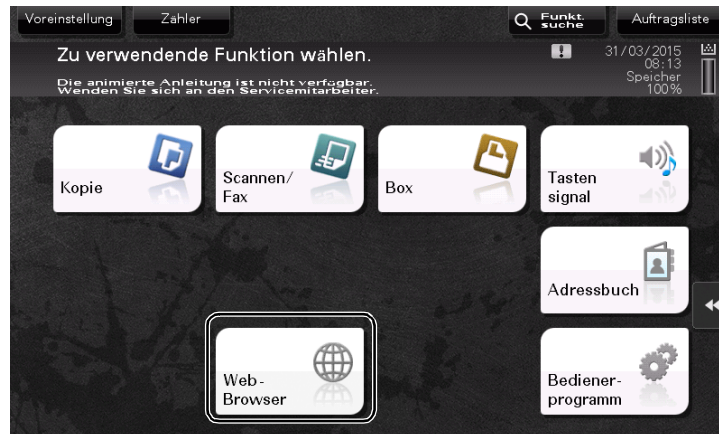 Voreinstellung
Zähler
Funkt.
suche
Auftragsliste
Zu verwendende Funktion wählen.
Die animierte Anleitung ist nicht verfügbar.
Wenden Sie sich an den Servicemitarbeiter.
31/03/2015
08:13
Speicher
100%
Kopie
Scannen/
Fax
Box
Tasten
signal
Adressbuch
Web-
Browser
Bediener-
programm